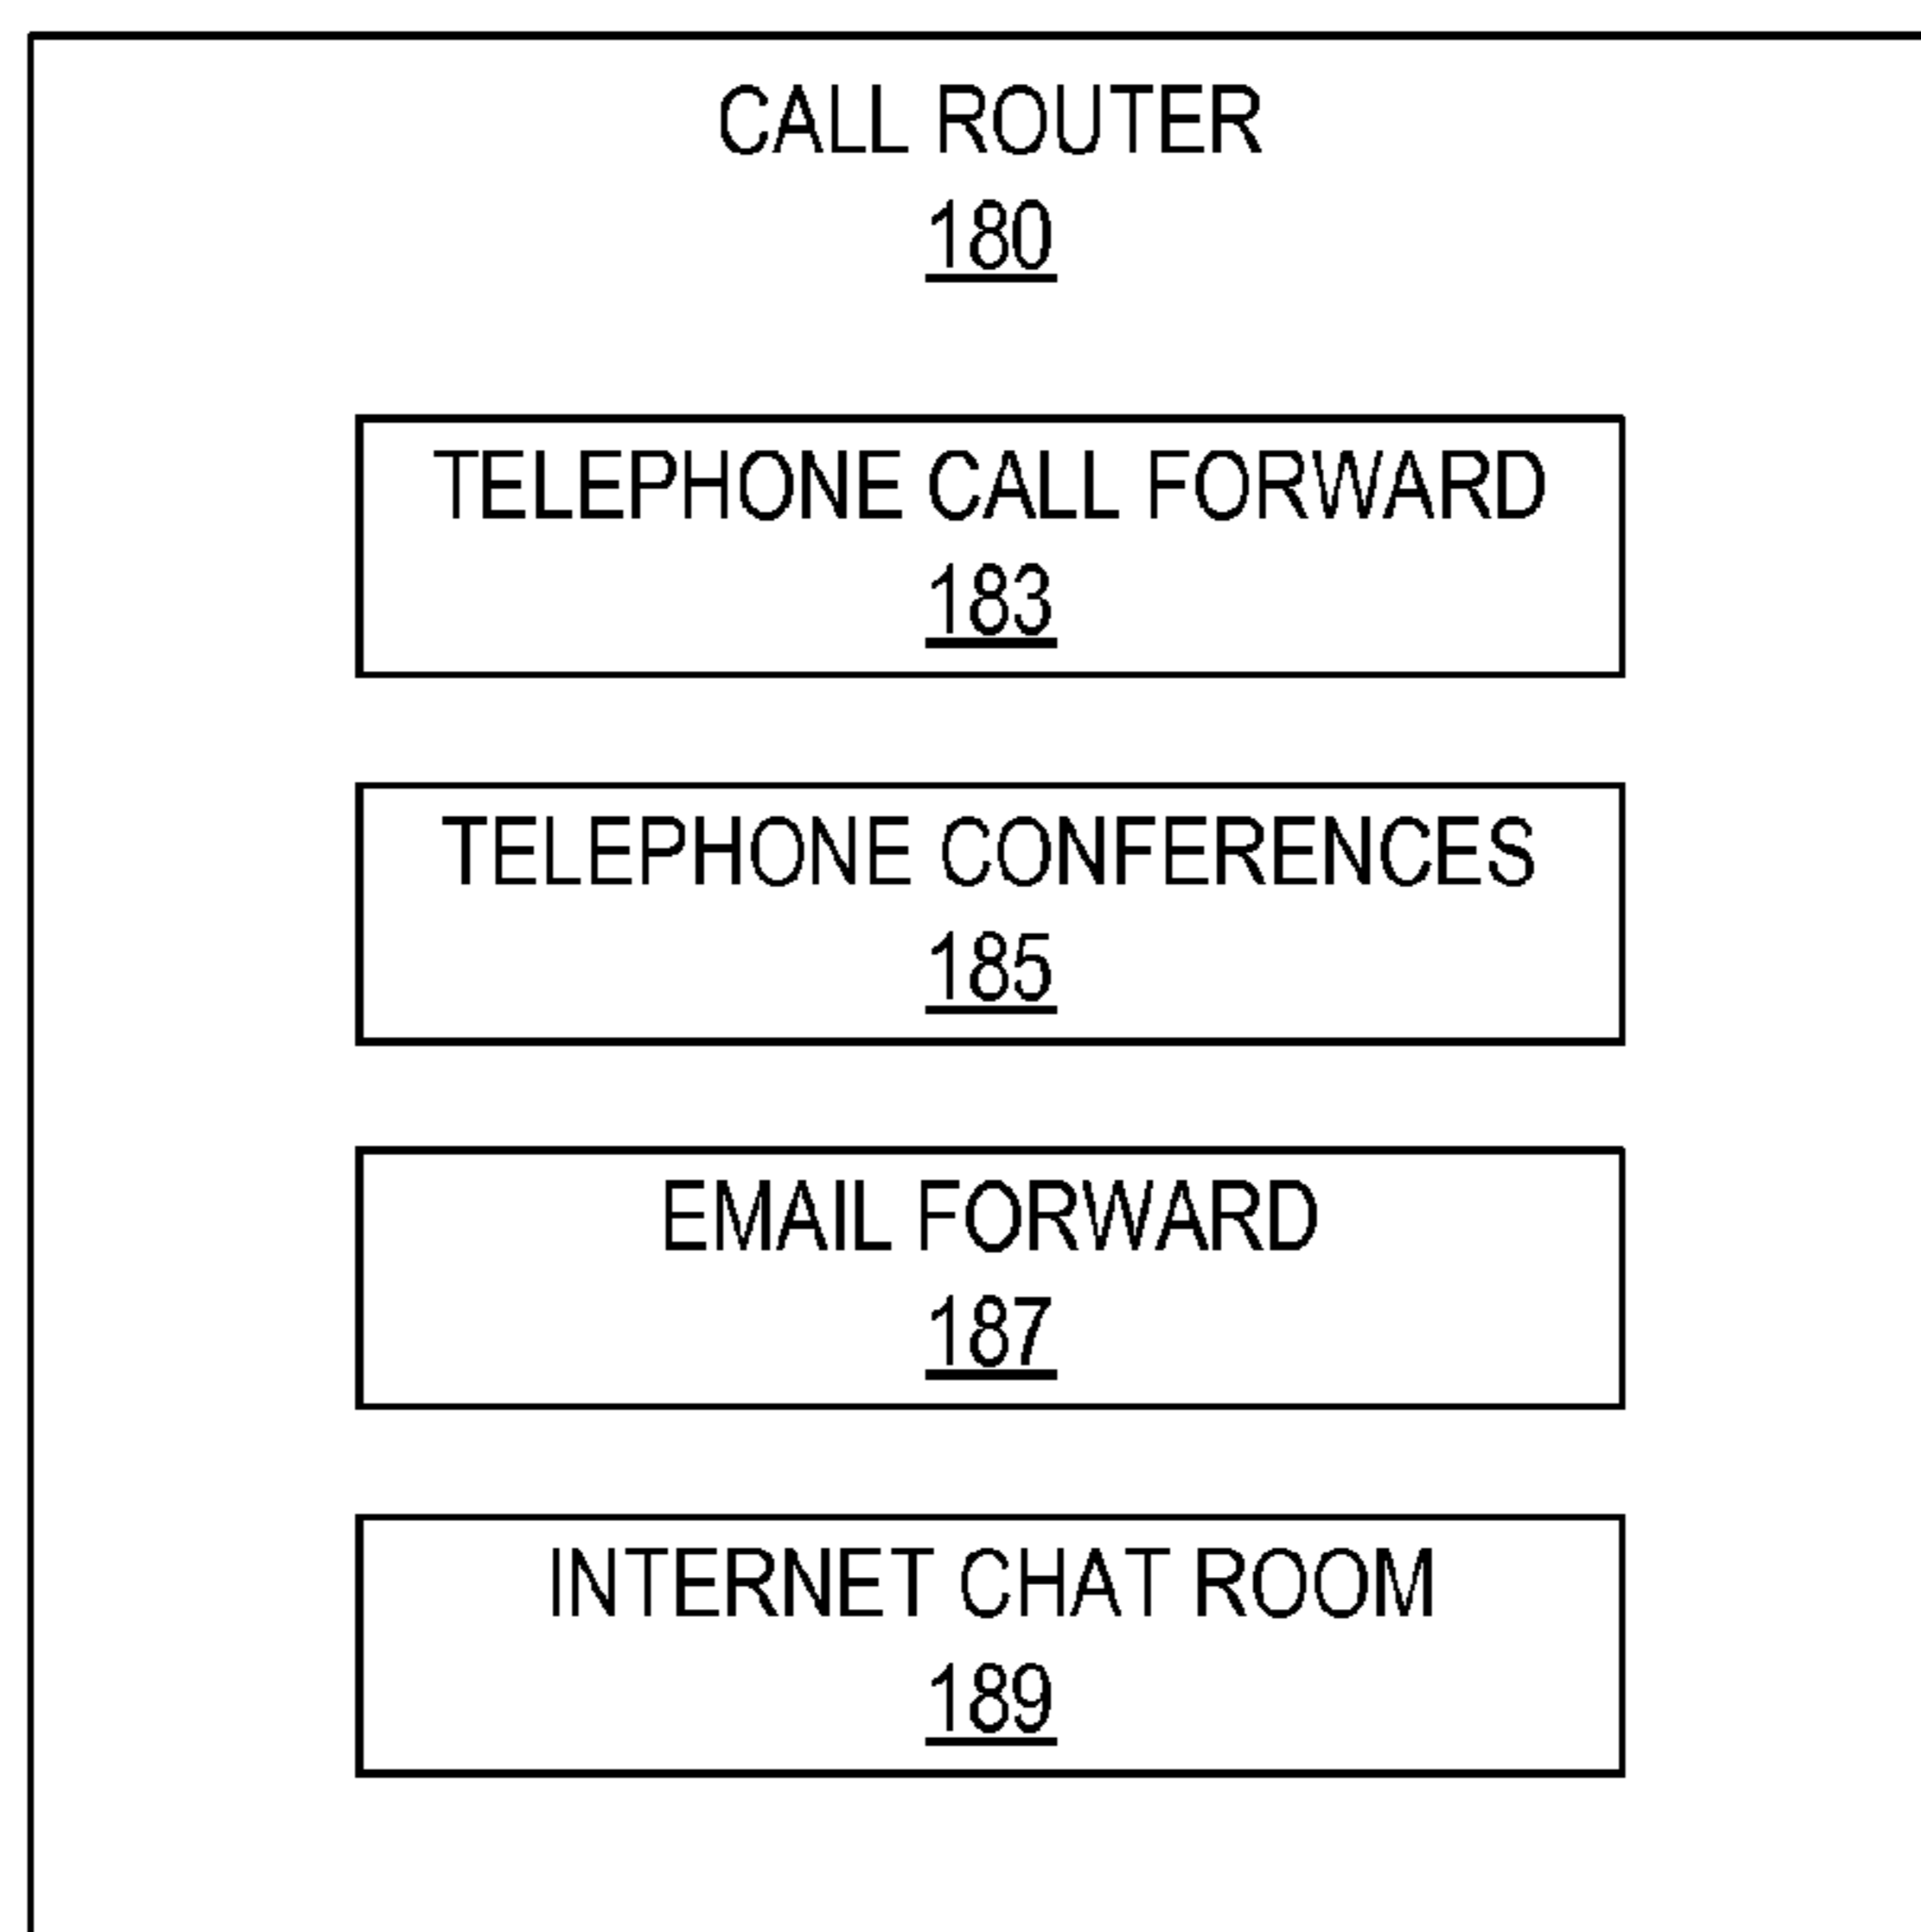 CALL ROUTER
180
TELEPHONE CALL FORWARD
183
TELEPHONE CONFERENCES
185
EMAIL FORWARD
187
INTERNET CHAT ROOM
189